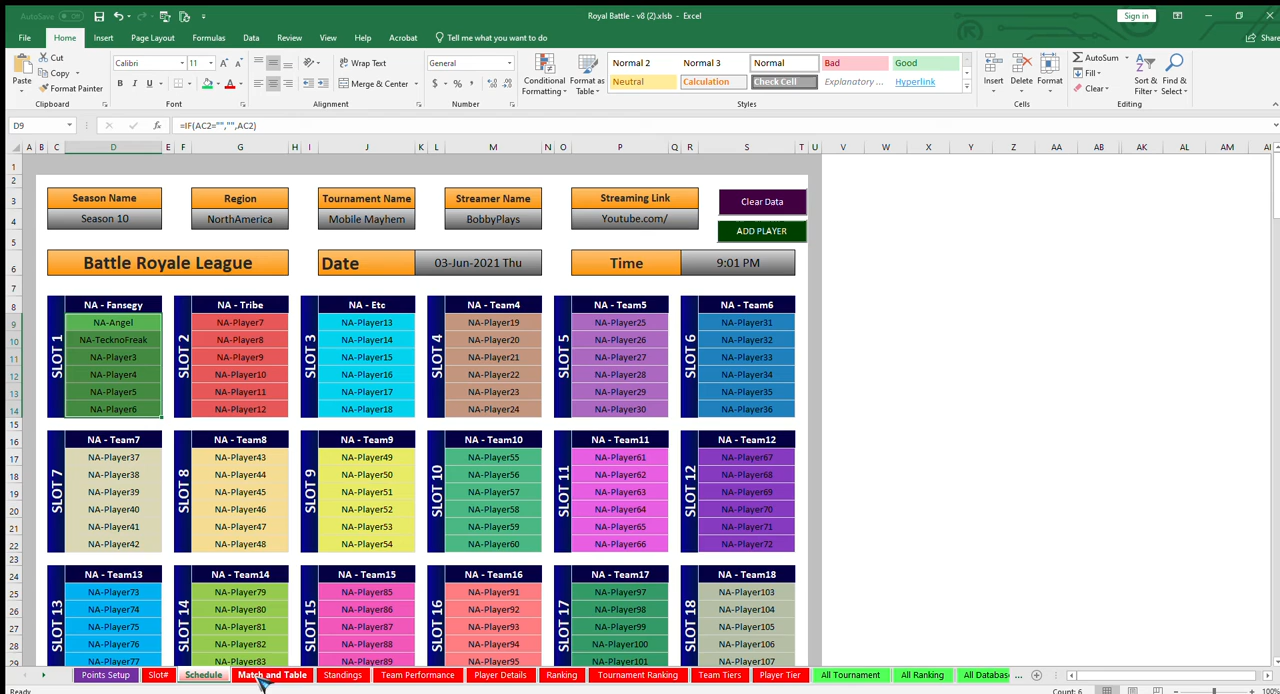 AutoSave Off Royal Battle - v8 (2).xlsb - Excel Sign in
File Home Insert Page Layout Formulas Data Review View Help Acrobat Tell me what you want to do Share
Paste Cut Copy Format Painter Clipboard
Calibri 11 B I U Font
Wrap Text Merge & Center Alignment
General $ % , Number
Conditional Formatting Format as Table
Normal 2 Normal 3 Normal Bad Good
Neutral Calculation Check Cell Explanatory ... Hyperlink
Styles
Insert Delete Format Cells
AutoSum Fill Clear Sort & Filter Find & Select Editing
D9 fx =IF(AC2="","",AC2)
A B C D E F G H I J K L M N O P Q R S T U V W X Y Z AA AB AK AL AM
Season Name Region Tournament Name Streamer Name Streaming Link Clear Data
Season 10 NorthAmerica Mobile Mayhem BobbyPlays Youtube.com/
ADD PLAYER
Battle Royale League Date 03-Jun-2021 Thu Time 9:01 PM
NA - Fansegy NA - Tribe NA - Etc NA - Team4 NA - Team5 NA - Team6
SLOT 1 SLOT 2 SLOT 3 SLOT 4 SLOT 5 SLOT 6
NA-Angel NA-Player7 NA-Player13 NA-Player19 NA-Player25 NA-Player31
NA-TecknoFreak NA-Player8 NA-Player14 NA-Player20 NA-Player26 NA-Player32
NA-Player3 NA-Player9 NA-Player15 NA-Player21 NA-Player27 NA-Player33
NA-Player4 NA-Player10 NA-Player16 NA-Player22 NA-Player28 NA-Player34
NA-Player5 NA-Player11 NA-Player17 NA-Player23 NA-Player29 NA-Player35
NA-Player6 NA-Player12 NA-Player18 NA-Player24 NA-Player30 NA-Player36
NA - Team7 NA - Team8 NA - Team9 NA - Team10 NA - Team11 NA - Team12
SLOT 7 SLOT 8 SLOT 9 SLOT 10 SLOT 11 SLOT 12
NA-Player37 NA-Player43 NA-Player49 NA-Player55 NA-Player61 NA-Player67
NA-Player38 NA-Player44 NA-Player50 NA-Player56 NA-Player62 NA-Player68
NA-Player39 NA-Player45 NA-Player51 NA-Player52 NA-Player63 NA-Player69
NA-Player40 NA-Player46 NA-Player52 NA-Player58 NA-Player64 NA-Player70
NA-Player41 NA-Player47 NA-Player53 NA-Player59 NA-Player65 NA-Player71
NA-Player42 NA-Player48 NA-Player54 NA-Player60 NA-Player66 NA-Player72
NA - Team13 NA - Team14 NA - Team15 NA - Team16 NA - Team17 NA - Team18
SLOT 13 SLOT 14 SLOT 15 SLOT 16 SLOT 17 SLOT 18
NA-Player73 NA-Player79 NA-Player85 NA-Player91 NA-Player97 NA-Player103
NA-Player74 NA-Player80 NA-Player86 NA-Player92 NA-Player98 NA-Player104
NA-Player75 NA-Player81 NA-Player87 NA-Player93 NA-Player99 NA-Player105
NA-Player76 NA-Player82 NA-Player88 NA-Player94 NA-Player100 NA-Player106
NA-Player77 NA-Player83 NA-Player89 NA-Player95 NA-Player101 NA-Player107
Points Setup Slot# Schedule Match and Table Standings Team Performance Player Details Ranking Tournament Ranking Team Tiers Player Tier All Tournament All Ranking All Databas ...
Ready Count: 6 100%